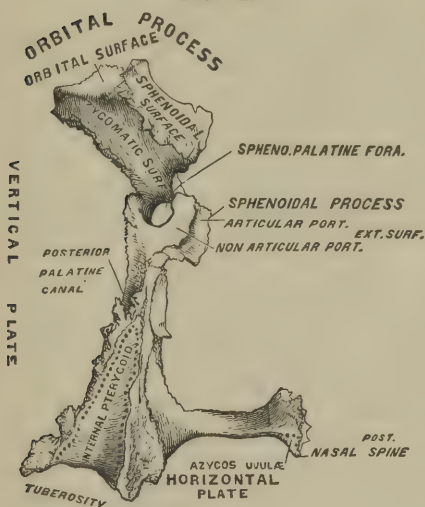 ORBITAL PROCESS
ORBITAL SURFACE
SPHENOIDAL
SURFACE
ZYGOMATIC SURF
SPHENO.PALATINE FORA.
SPHENOIDAL PROCESS
ARTICULAR PORT.
EXT. SURF.
NON ARTICULAR PORT.
VERTICAL PLATE
POSTERIOR
PALATINE
CANAL
INTERNAL PTERYGOID
POST.
NASAL SPINE
AZYCOS UVULÆ
HORIZONTAL
PLATE
TUBEROSITY